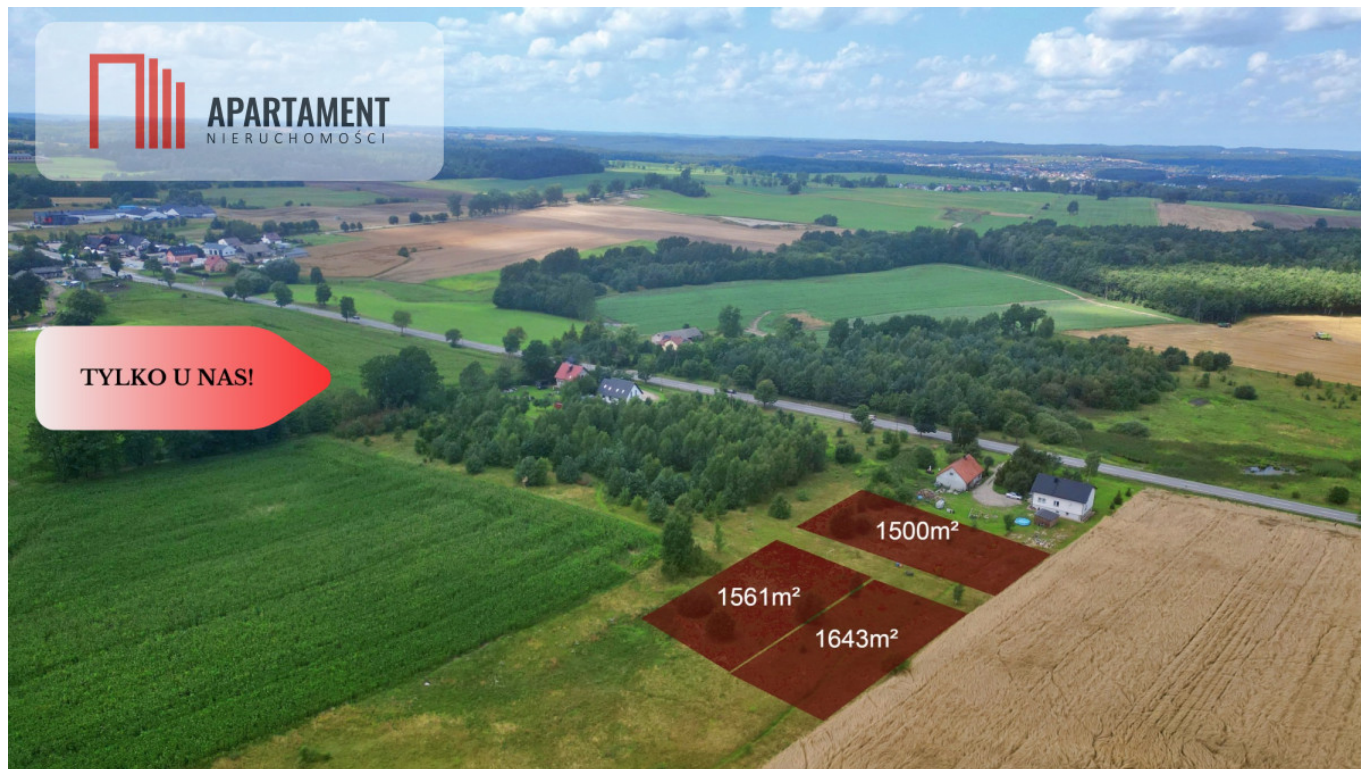 APARTAMENT
NIERUCHOMOŚCI
TYLKO U NAS!
1500m²
1561m²
1643m²